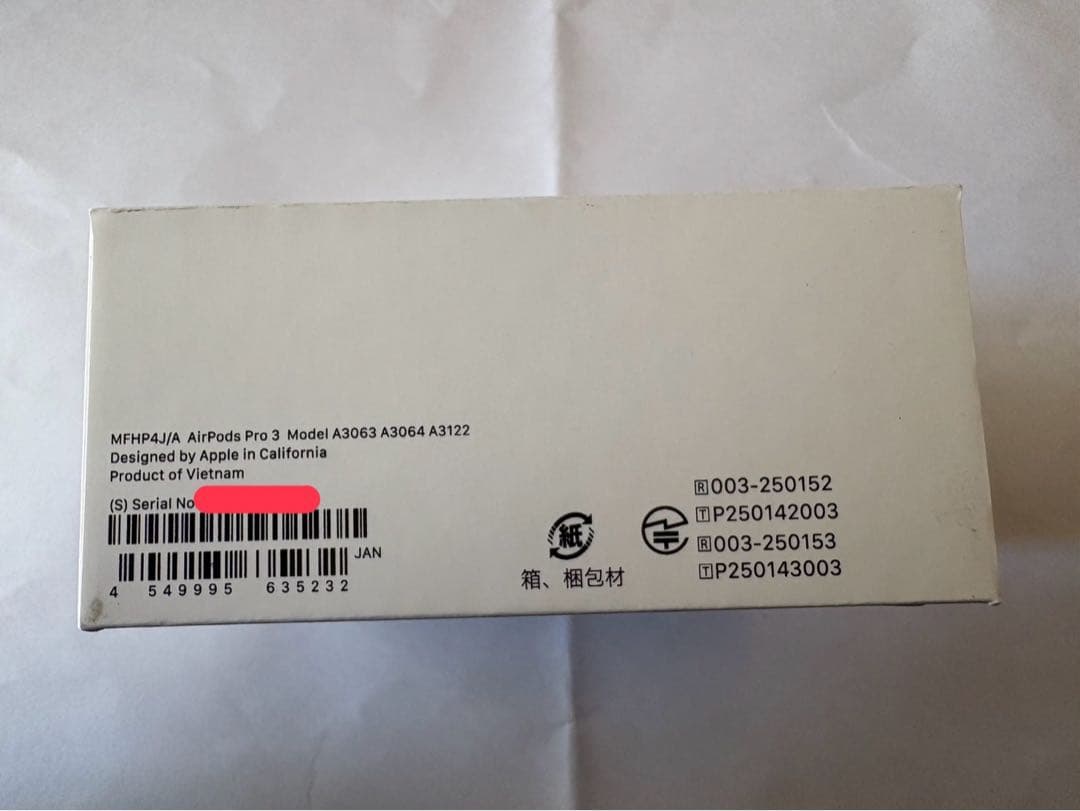 MFHP4J/A AirPods Pro 3 Model A3063 A3064 A3122
Designed by Apple in California
Product of Vietnam
(S) Serial No
JAN
4 549995 635232
紙
箱、梱包材
R003-250152
TP250142003
R003-250153
TP250143003